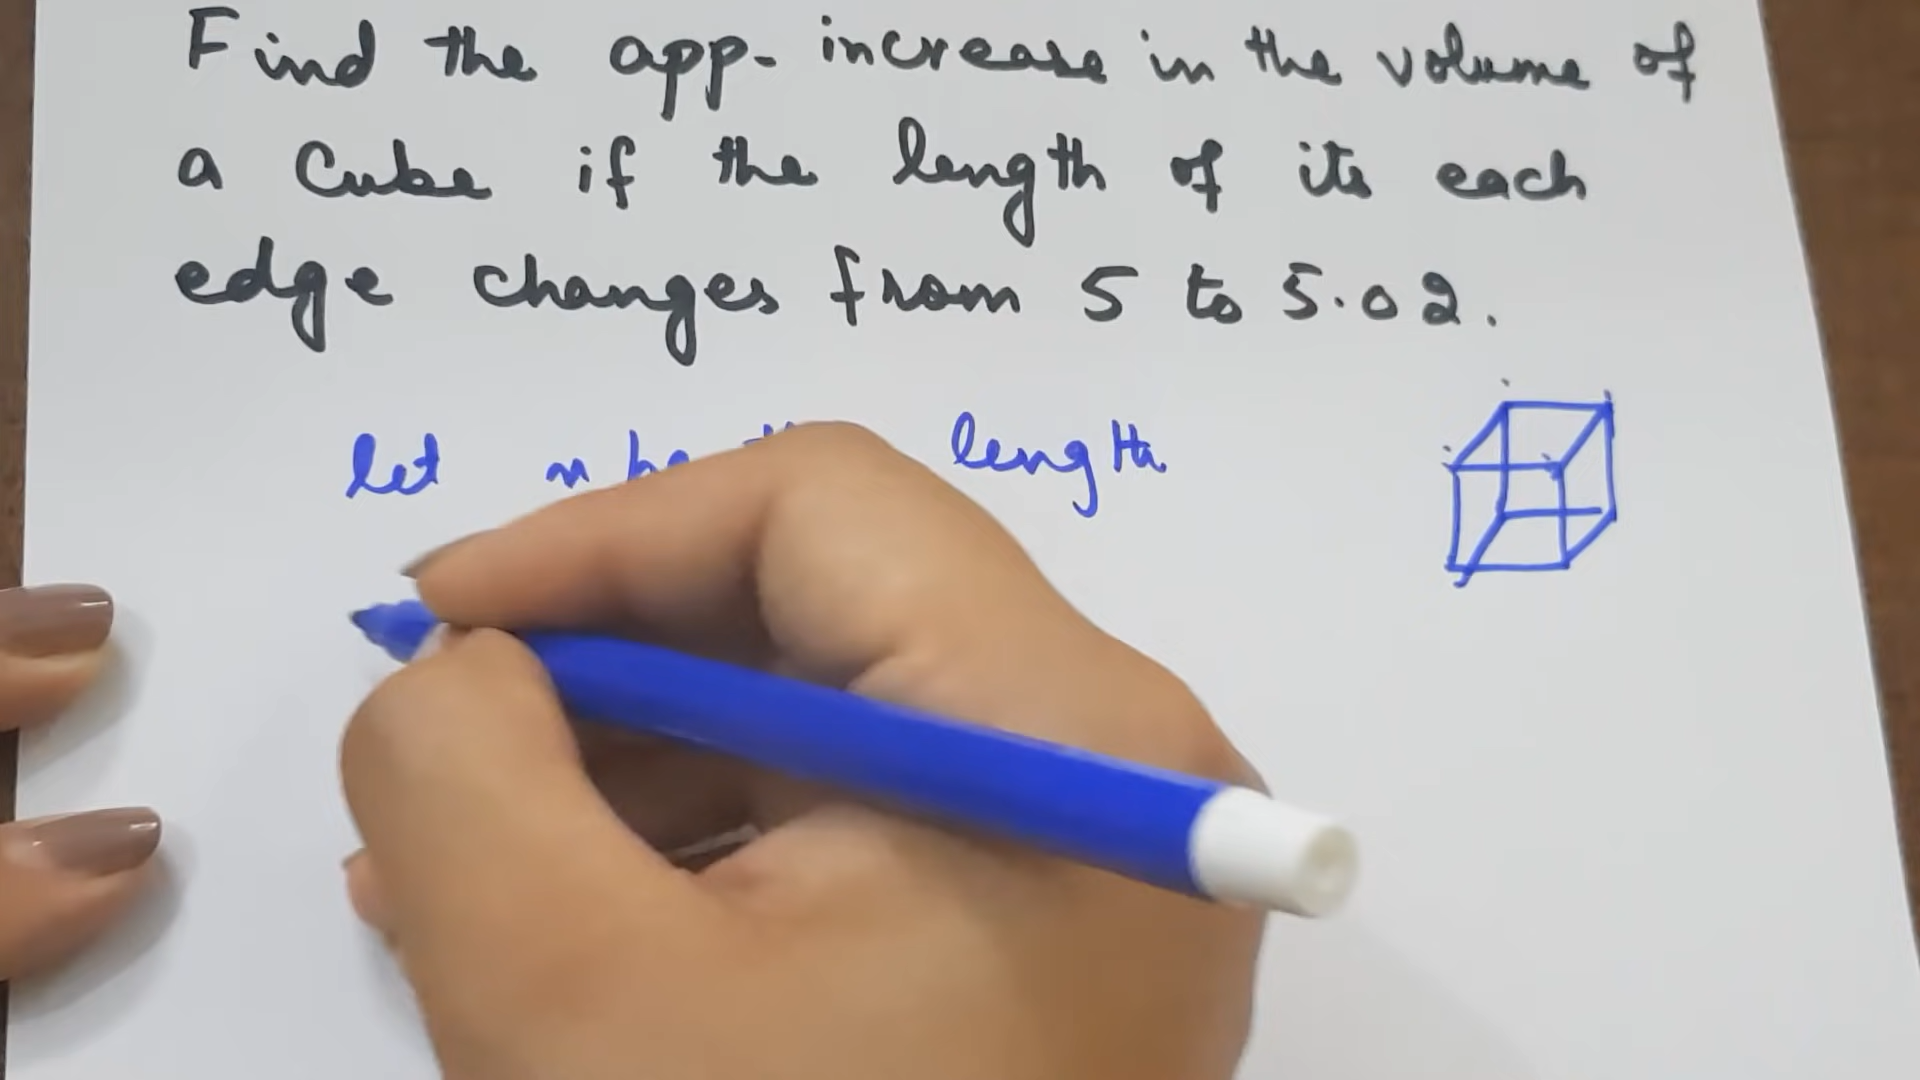 Find the app. increase in the volume of
a Cube if the length of its each
edge changes from 5 to 5.02.
let x be length